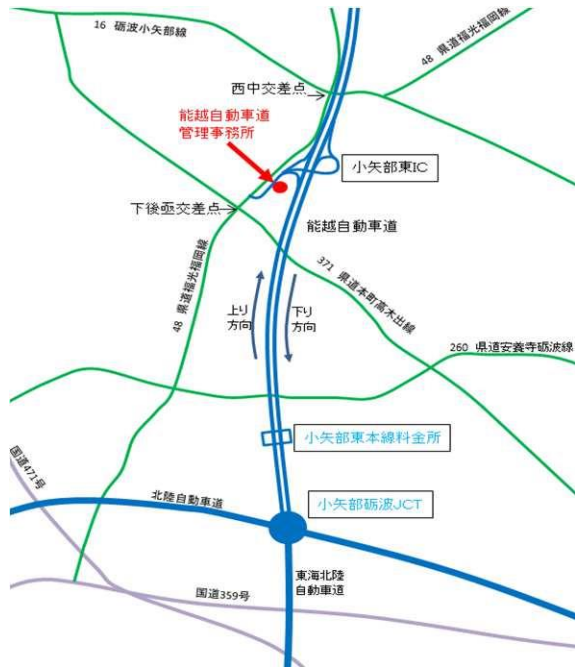 16 砺波小矢部線
48 県道福光福岡線
西中交差点
能越自動車道
管理事務所
小矢部東IC
下後亟交差点
能越自動車道
371 県道本町高木出線
48 県道福光福岡線
上り
方向
下り
方向
260 県道安養寺砺波線
小矢部東本線料金所
国道471号
北陸自動車道
小矢部砺波JCT
東海北陸
自動車道
国道359号